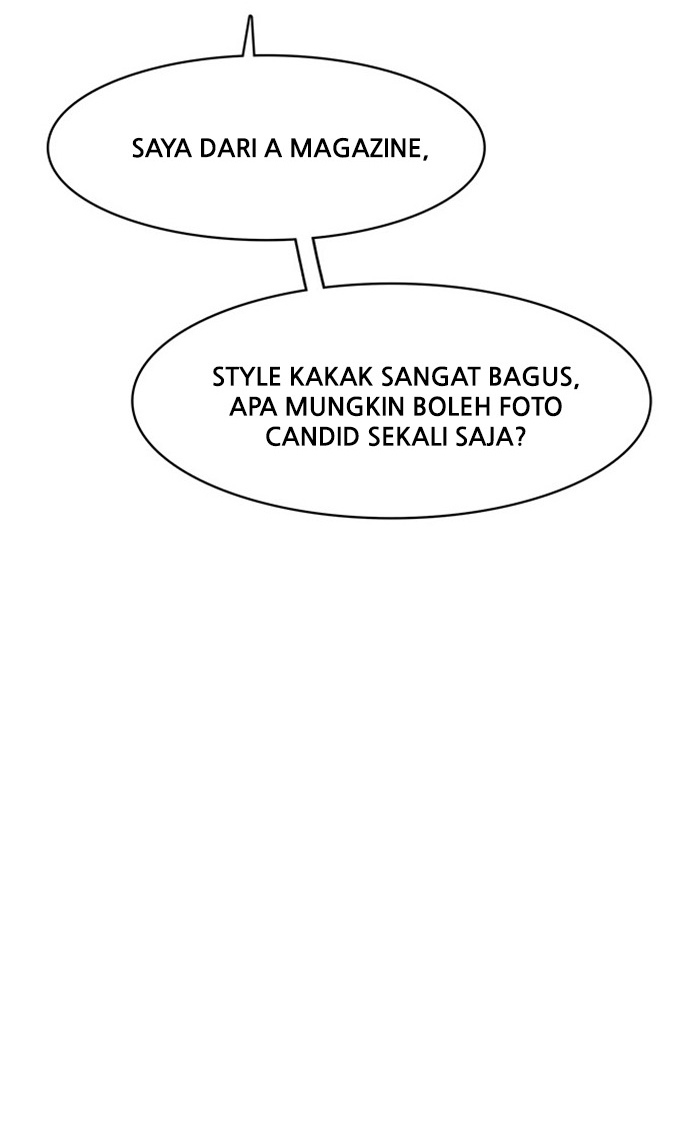 SAYA DARI A MAGAZINE,
STYLE KAKAK SANGAT BAGUS,
APA MUNGKIN BOLEH FOTO
CANDID SEKALI SAJA?